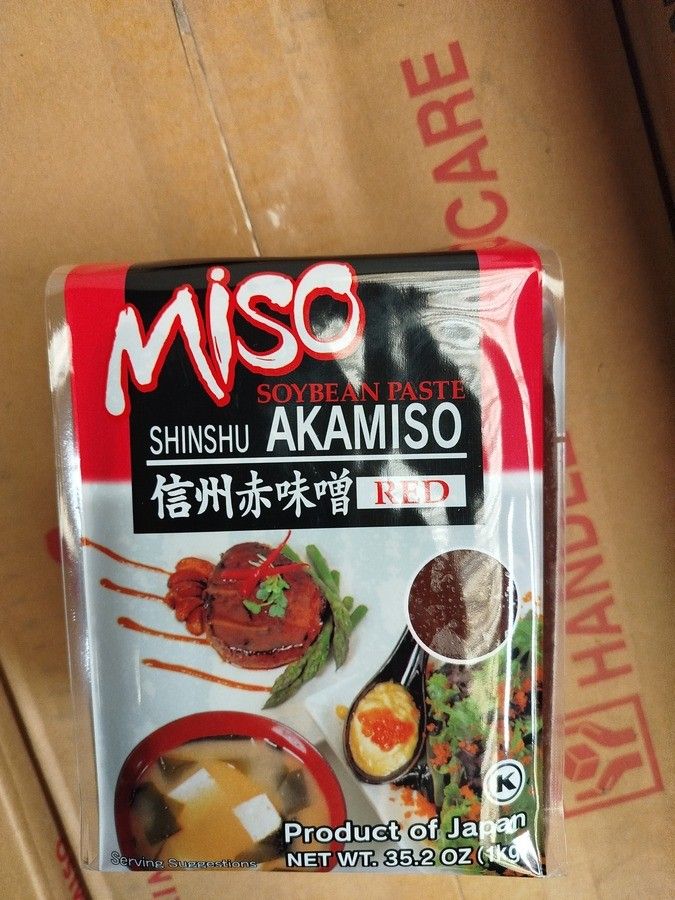 MISO
SOYBEAN PASTE
SHINSHU AKAMISO
信州赤味噌 RED
K
Product of Japan
NET WT. 35.2 OZ (1kg)
Serving Suggestions
HANDLE
CARE